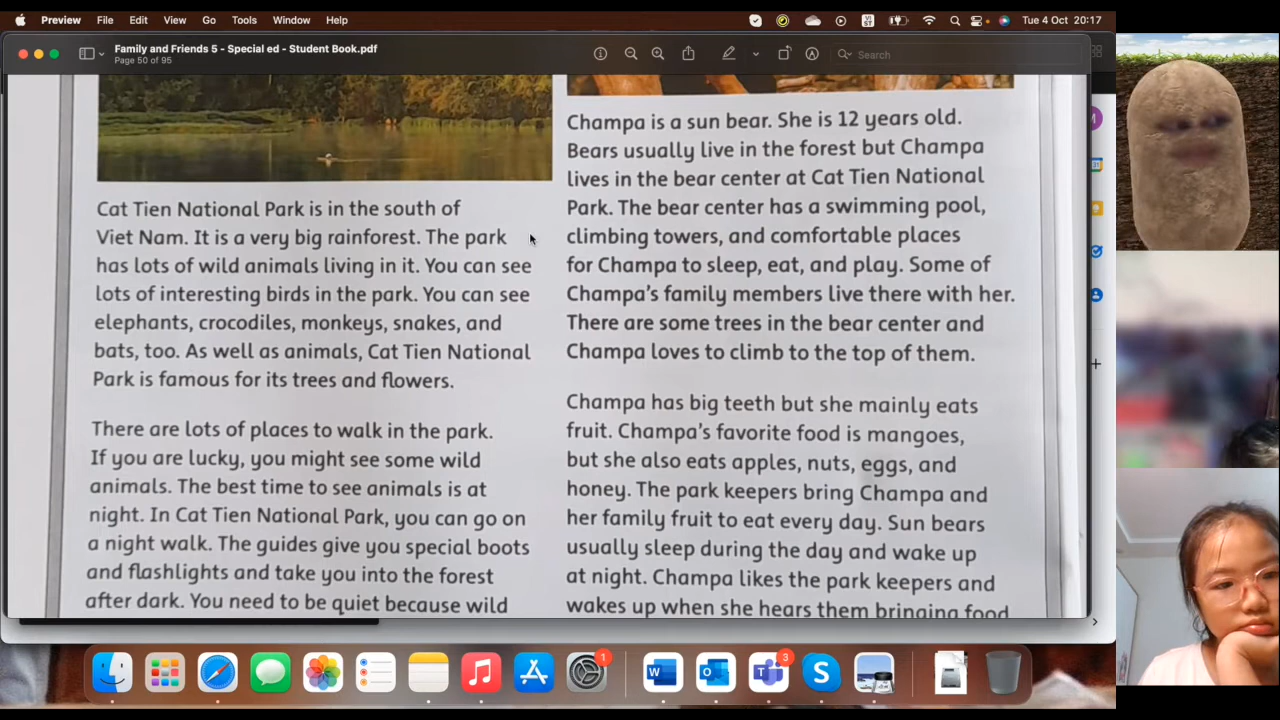 Preview File Edit View Go Tools Window Help
Tue 4 Oct 20:17
Family and Friends 5 - Special ed - Student Book.pdf
Page 50 of 95
Search
Cat Tien National Park is in the south of
Viet Nam. It is a very big rainforest. The park
has lots of wild animals living in it. You can see
lots of interesting birds in the park. You can see
elephants, crocodiles, monkeys, snakes, and
bats, too. As well as animals, Cat Tien National
Park is famous for its trees and flowers.
There are lots of places to walk in the park.
If you are lucky, you might see some wild
animals. The best time to see animals is at
night. In Cat Tien National Park, you can go on
a night walk. The guides give you special boots
and flashlights and take you into the forest
after dark. You need to be quiet because wild
Champa is a sun bear. She is 12 years old.
Bears usually live in the forest but Champa
lives in the bear center at Cat Tien National
Park. The bear center has a swimming pool,
climbing towers, and comfortable places
for Champa to sleep, eat, and play. Some of
Champa's family members live there with her.
There are some trees in the bear center and
Champa loves to climb to the top of them.
Champa has big teeth but she mainly eats
fruit. Champa's favorite food is mangoes,
but she also eats apples, nuts, eggs, and
honey. The park keepers bring Champa and
her family fruit to eat every day. Sun bears
usually sleep during the day and wake up
at night. Champa likes the park keepers and
wakes up when she hears them bringing food
1
3